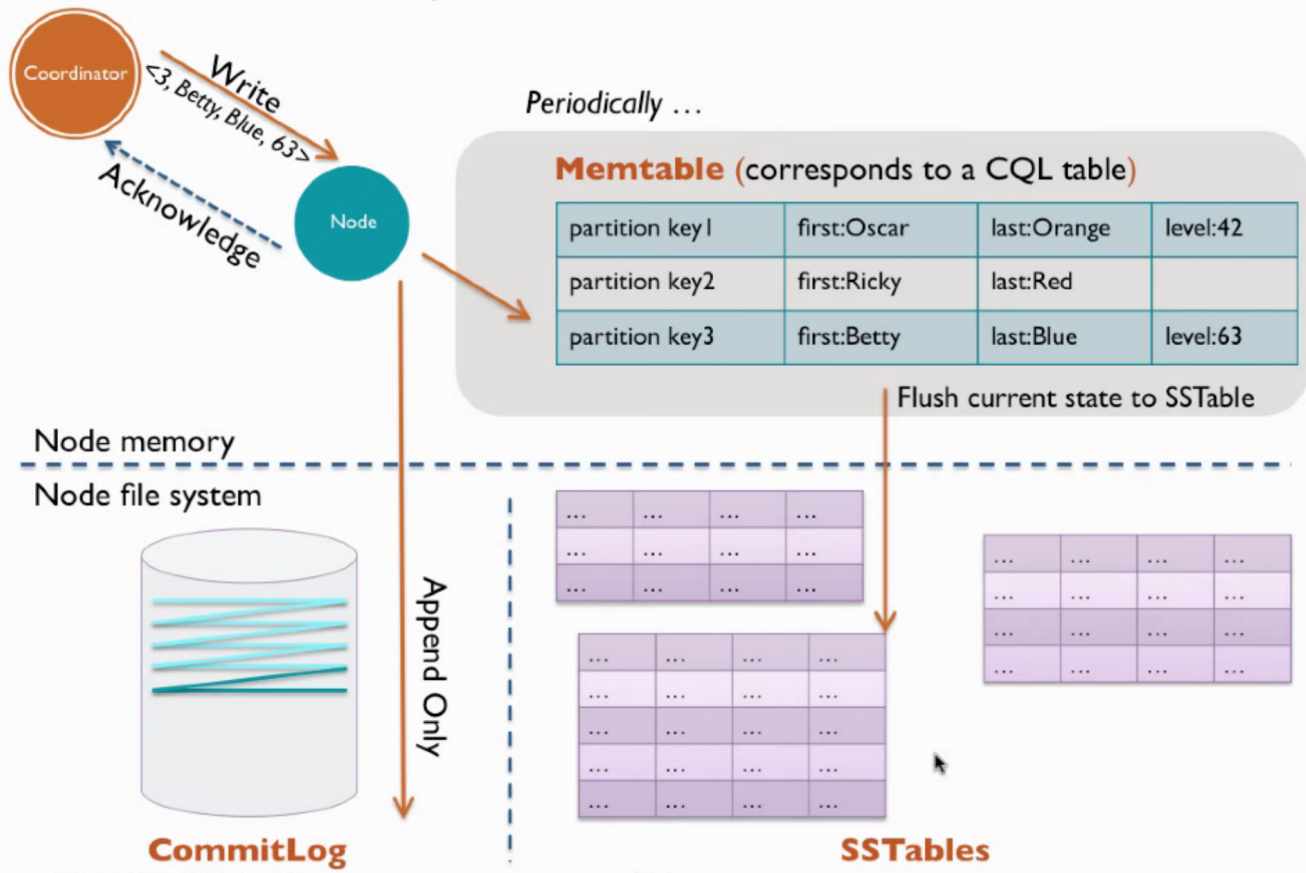 Coordinator
Write
<3, Betty, Blue, 63>
Acknowledge
Node
Periodically ...
Memtable (corresponds to a CQL table)
partition key1 first:Oscar last:Orange level:42
partition key2 first:Ricky last:Red
partition key3 first:Betty last:Blue level:63
Flush current state to SSTable
Node memory
Node file system
Append Only
... ... ... ...
... ... ... ...
... ... ... ...
... ... ... ...
... ... ... ...
... ... ... ...
... ... ... ...
... ... ... ...
... ... ... ...
... ... ... ...
... ... ... ...
... ... ... ...
CommitLog
SSTables